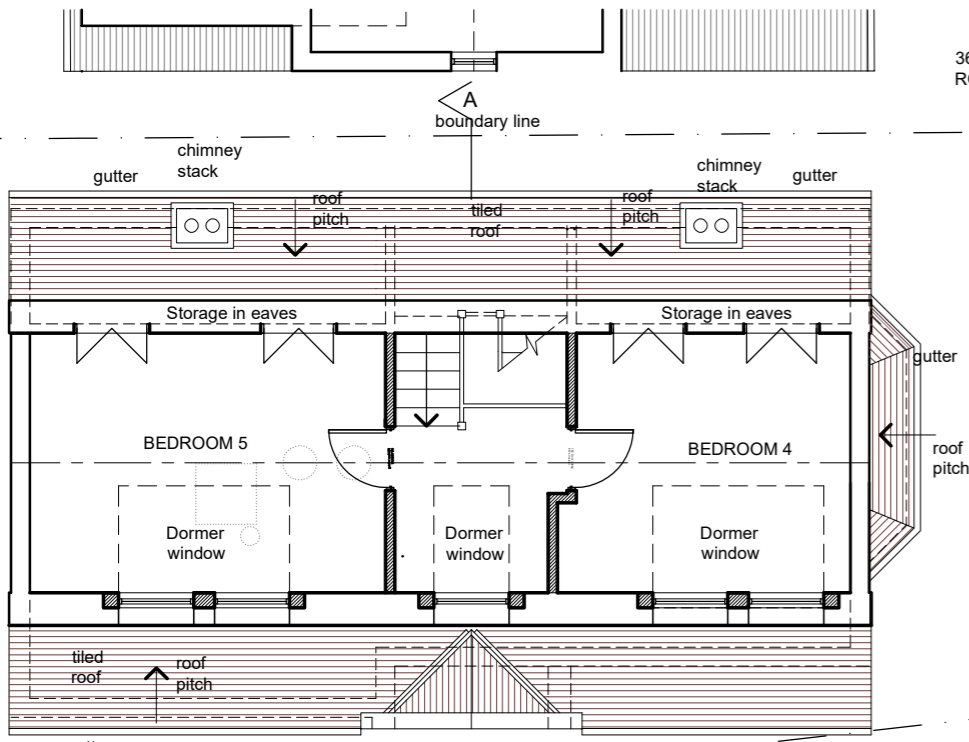 36
A
boundary line
chimney
stack
gutter
chimney
stack
gutter
roof
pitch
tiled
roof
roof
pitch
Storage in eaves
Storage in eaves
gutter
BEDROOM 5
BEDROOM 4
roof
pitch
Dormer
window
Dormer
window
Dormer
window
tiled
roof
roof
pitch